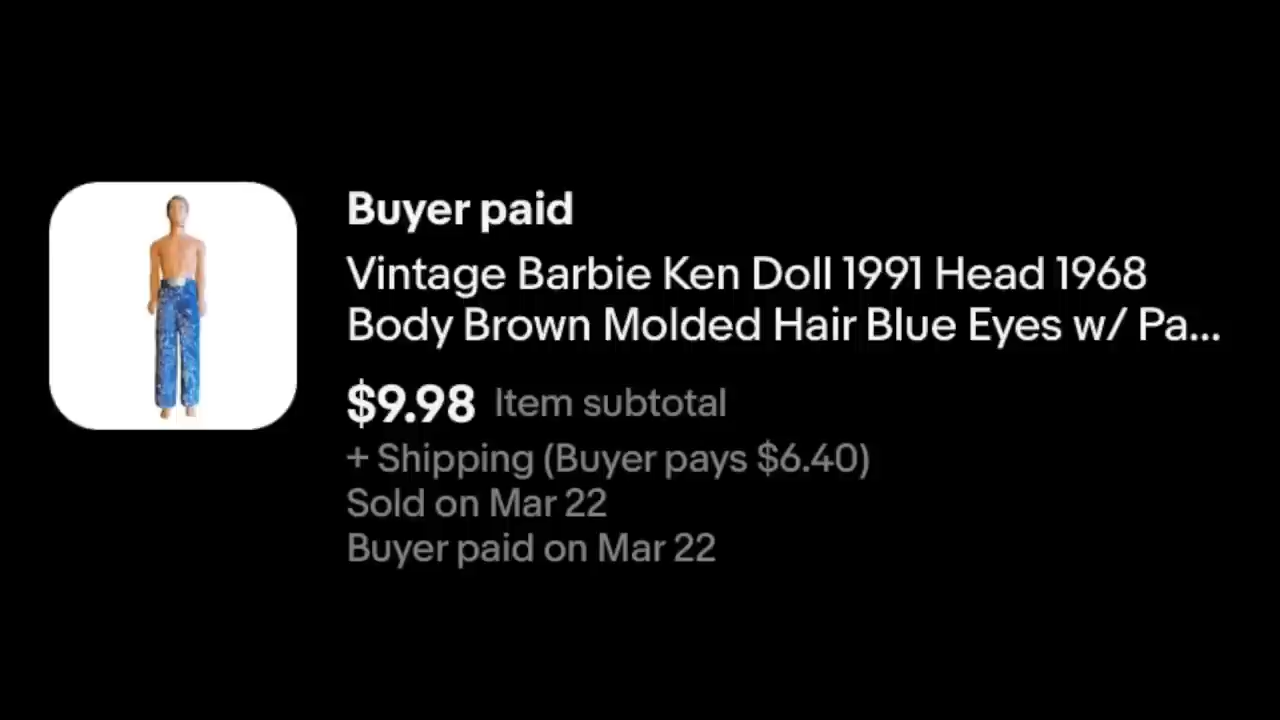 Buyer paid
Vintage Barbie Ken Doll 1991 Head 1968
Body Brown Molded Hair Blue Eyes w/ Pa...
$9.98 Item subtotal
+ Shipping (Buyer pays $6.40)
Sold on Mar 22
Buyer paid on Mar 22